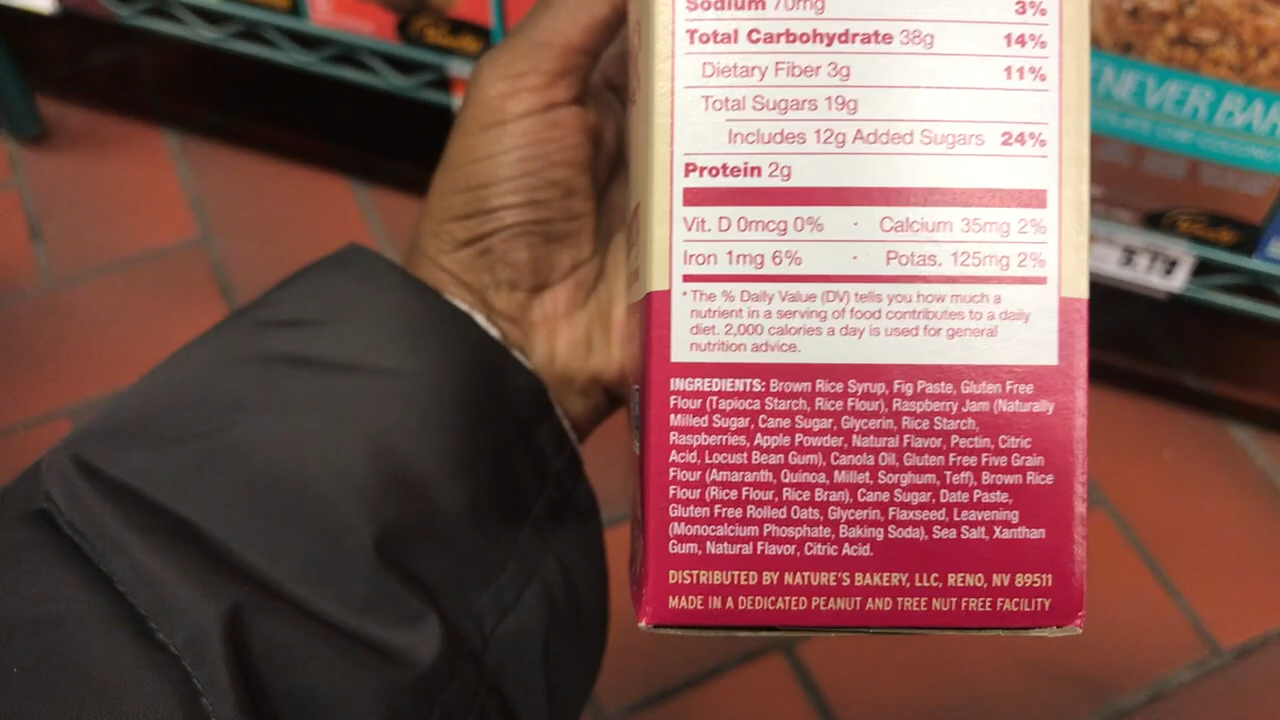 Sodium 70mg 3%
Total Carbohydrate 38g 14%
Dietary Fiber 3g 11%
Total Sugars 19g
Includes 12g Added Sugars 24%
Protein 2g
Vit. D 0mcg 0% · Calcium 35mg 2%
Iron 1mg 6% · Potas. 125mg 2%
* The % Daily Value (DV) tells you how much a
nutrient in a serving of food contributes to a daily
diet. 2,000 calories a day is used for general
nutrition advice.
INGREDIENTS: Brown Rice Syrup, Fig Paste, Gluten Free
Flour (Tapioca Starch, Rice Flour), Raspberry Jam (Naturally
Milled Sugar, Cane Sugar, Glycerin, Rice Starch,
Raspberries, Apple Powder, Natural Flavor, Pectin, Citric
Acid, Locust Bean Gum), Canola Oil, Gluten Free Five Grain
Flour (Amaranth, Quinoa, Millet, Sorghum, Teff), Brown Rice
Flour (Rice Flour, Rice Bran), Cane Sugar, Date Paste,
Gluten Free Rolled Oats, Glycerin, Flaxseed, Leavening
(Monocalcium Phosphate, Baking Soda), Sea Salt, Xanthan
Gum, Natural Flavor, Citric Acid.
DISTRIBUTED BY NATURE'S BAKERY, LLC, RENO, NV 89511
MADE IN A DEDICATED PEANUT AND TREE NUT FREE FACILITY
NEVER BAR